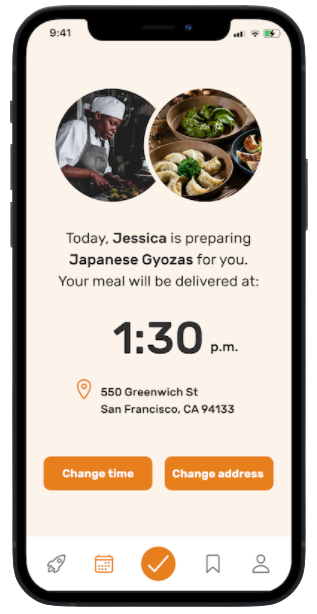 9:41
Today, Jessica is preparing
Japanese Gyozas for you.
Your meal will be delivered at:
1:30 p.m.
550 Greenwich St
San Francisco, CA 94133
Change time
Change address